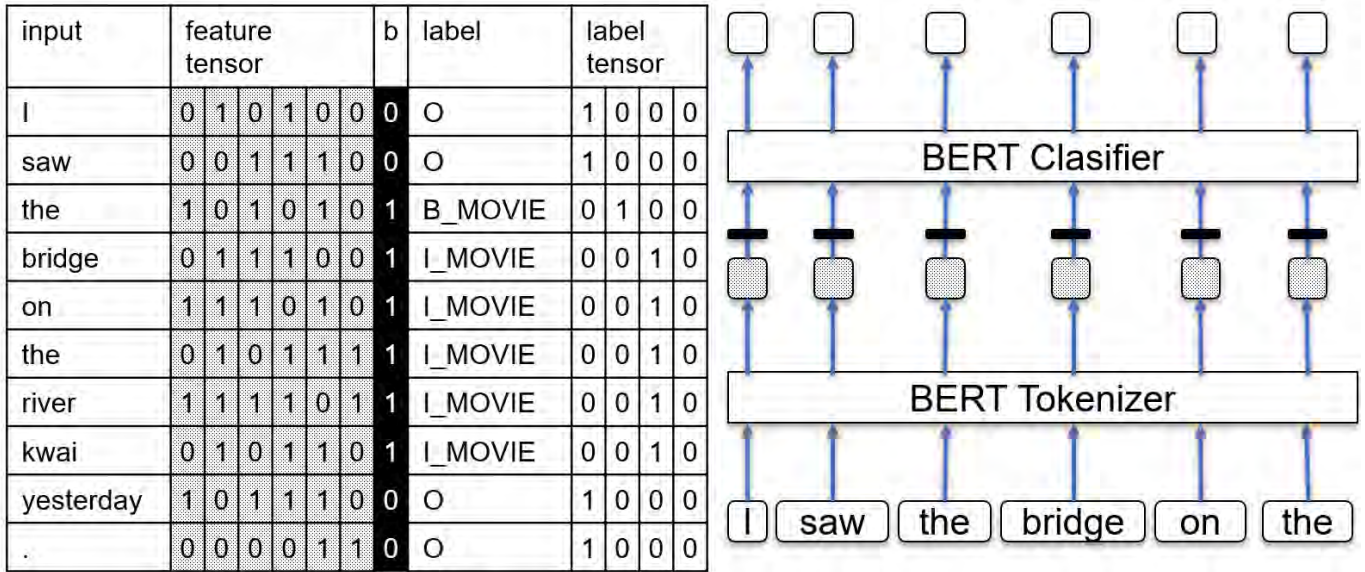 input feature tensor b label label tensor
I 0 1 0 1 0 0 0 O 1 0 0 0
saw 0 0 1 1 1 0 0 O 1 0 0 0
the 1 0 1 0 1 0 1 B_MOVIE 0 1 0 0
bridge 0 1 1 1 0 0 1 I_MOVIE 0 0 1 0
on 1 1 1 0 1 0 1 I_MOVIE 0 0 1 0
the 0 1 0 1 1 1 1 I_MOVIE 0 0 1 0
river 1 1 1 1 0 1 1 I_MOVIE 0 0 1 0
kwai 0 1 0 1 1 0 1 I_MOVIE 0 0 1 0
yesterday 1 0 1 1 1 0 0 O 1 0 0 0
. 0 0 0 0 1 1 0 O 1 0 0 0
BERT Clasifier
BERT Tokenizer
I saw the bridge on the